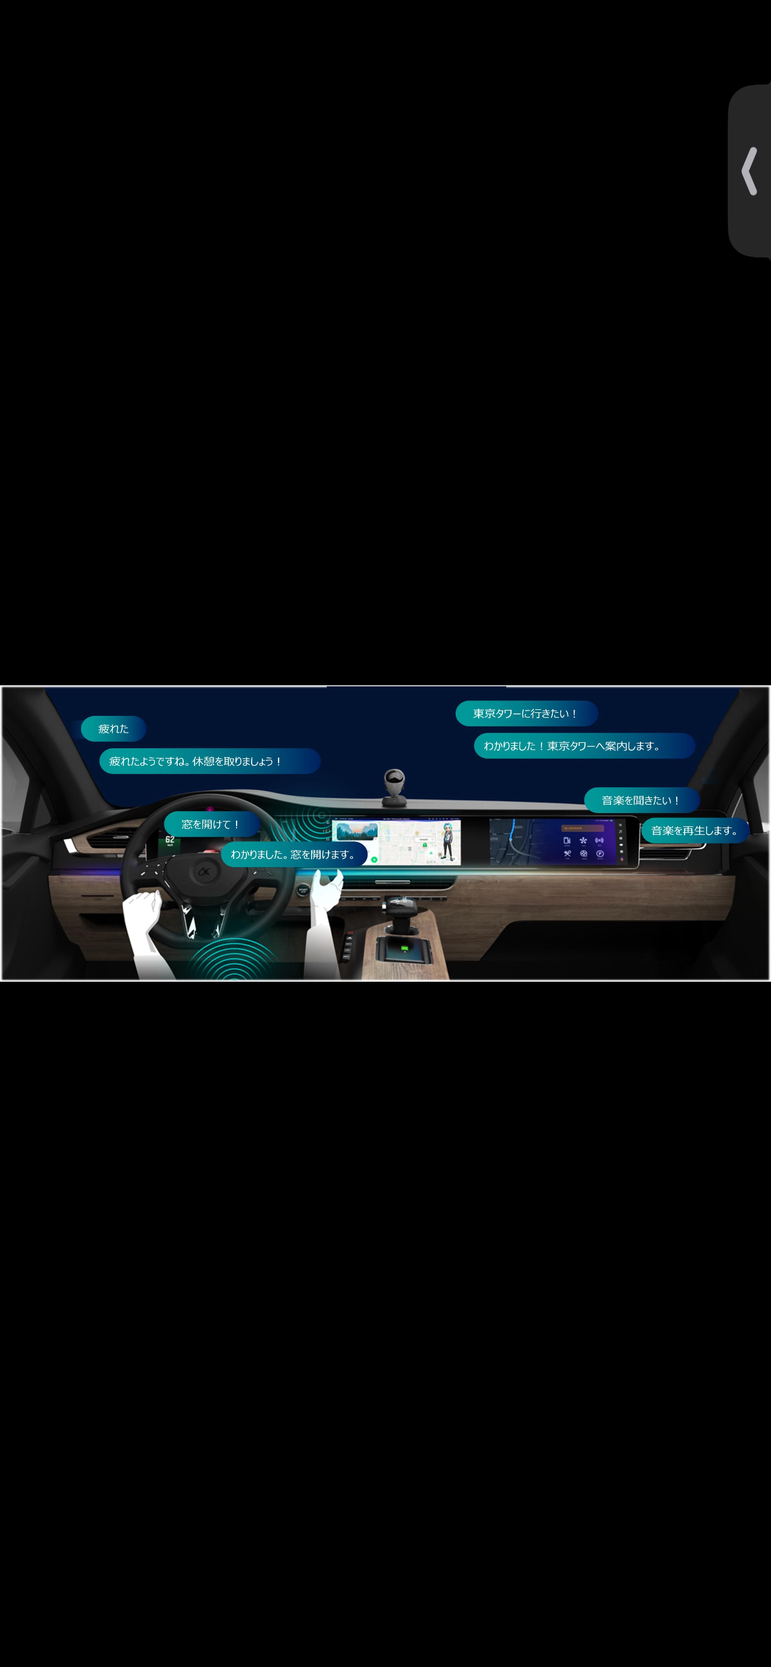 疲れた
疲れたようですね。休憩を取りましょう！
東京タワーに行きたい！
わかりました！東京タワーへ案内します。
窓を開けて！
わかりました。窓を開けます。
音楽を聞きたい！
音楽を再生します。
62